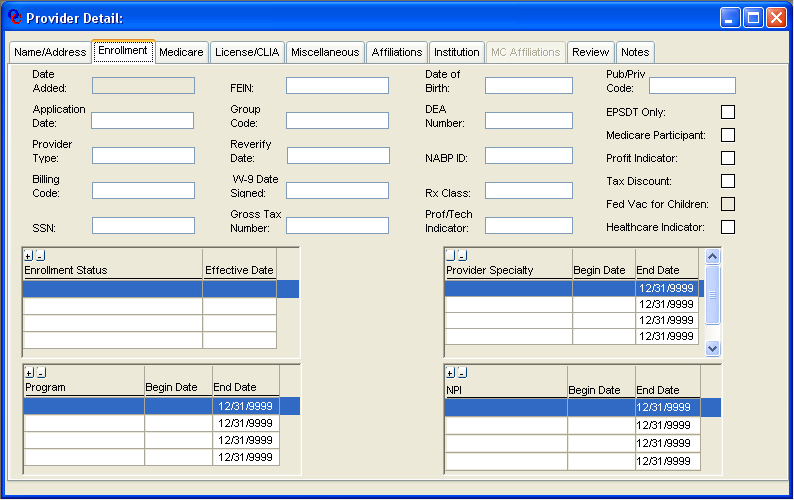 Provider Detail:
Name/Address Enrollment Medicare License/CLIA Miscellaneous Affiliations Institution MC Affiliations Review Notes
Date Added: FEIN: Date of Birth: Pub/Priv Code:
Application Date: Group Code: DEA Number: EPSDT Only:
Medicare Participant:
Provider Type: Reverify Date: NABP ID: Profit Indicator:
Billing Code: W-9 Date Signed: Rx Class: Tax Discount:
Fed Vac for Children:
SSN: Gross Tax Number: Prof/Tech Indicator: Healthcare Indicator:
+ -
Enrollment Status Effective Date
-
Provider Specialty Begin Date End Date
12/31/9999
12/31/9999
12/31/9999
12/31/9999
+ -
Program Begin Date End Date
12/31/9999
12/31/9999
12/31/9999
12/31/9999
+ -
NPI Begin Date End Date
12/31/9999
12/31/9999
12/31/9999
12/31/9999